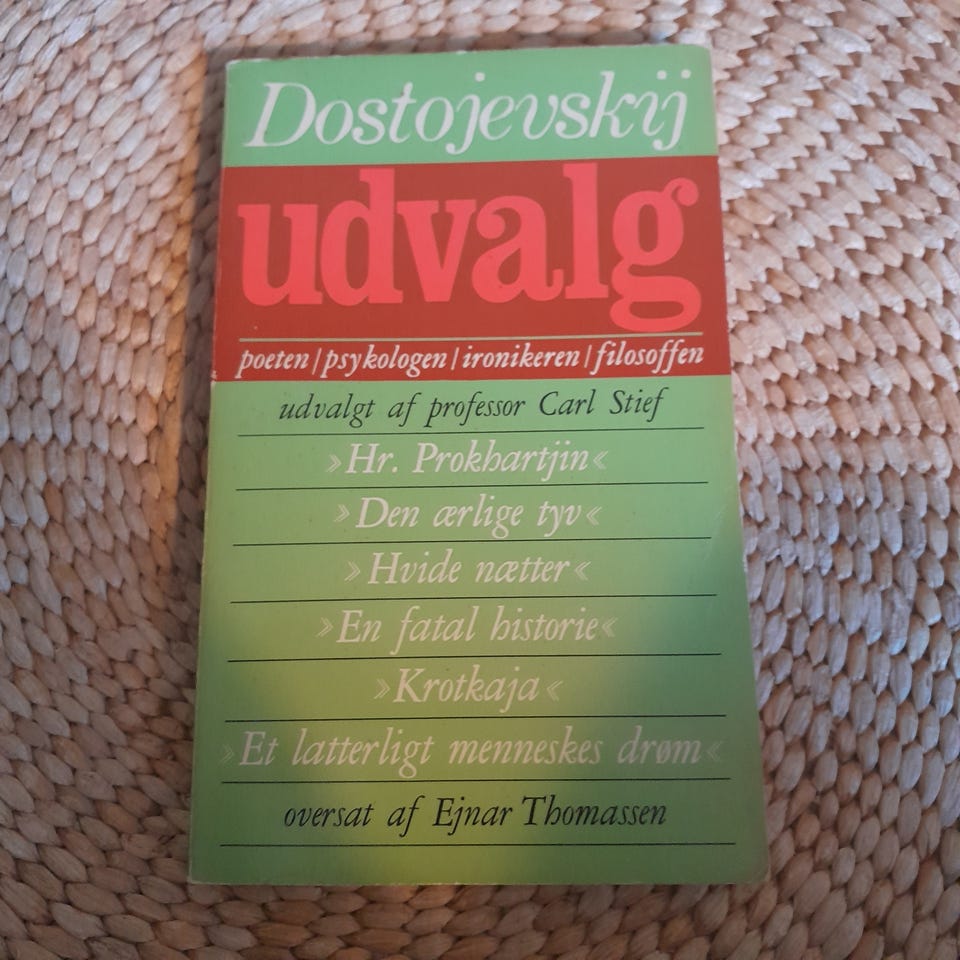 Dostojevskij
udvalg
poeten/psykologen/ironikeren/filosoffen
udvalgt af professor Carl Stief
»Hr. Prokhartjin«
»Den ærlige tyv«
»Hvide nætter«
»En fatal historie«
»Krotkaja«
»Et latterligt menneskes drøm«
oversat af Ejnar Thomassen